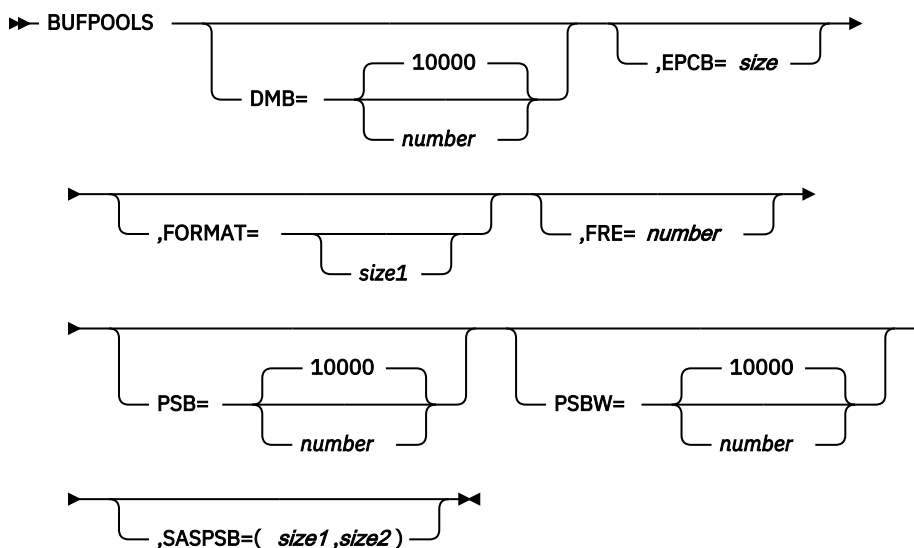 BUFPOOLS
DMB=
10000
number
,EPCB= size
,FORMAT=
size1
,FRE= number
PSB=
10000
number
PSBW=
10000
number
,SASPSB=( size1 ,size2 )